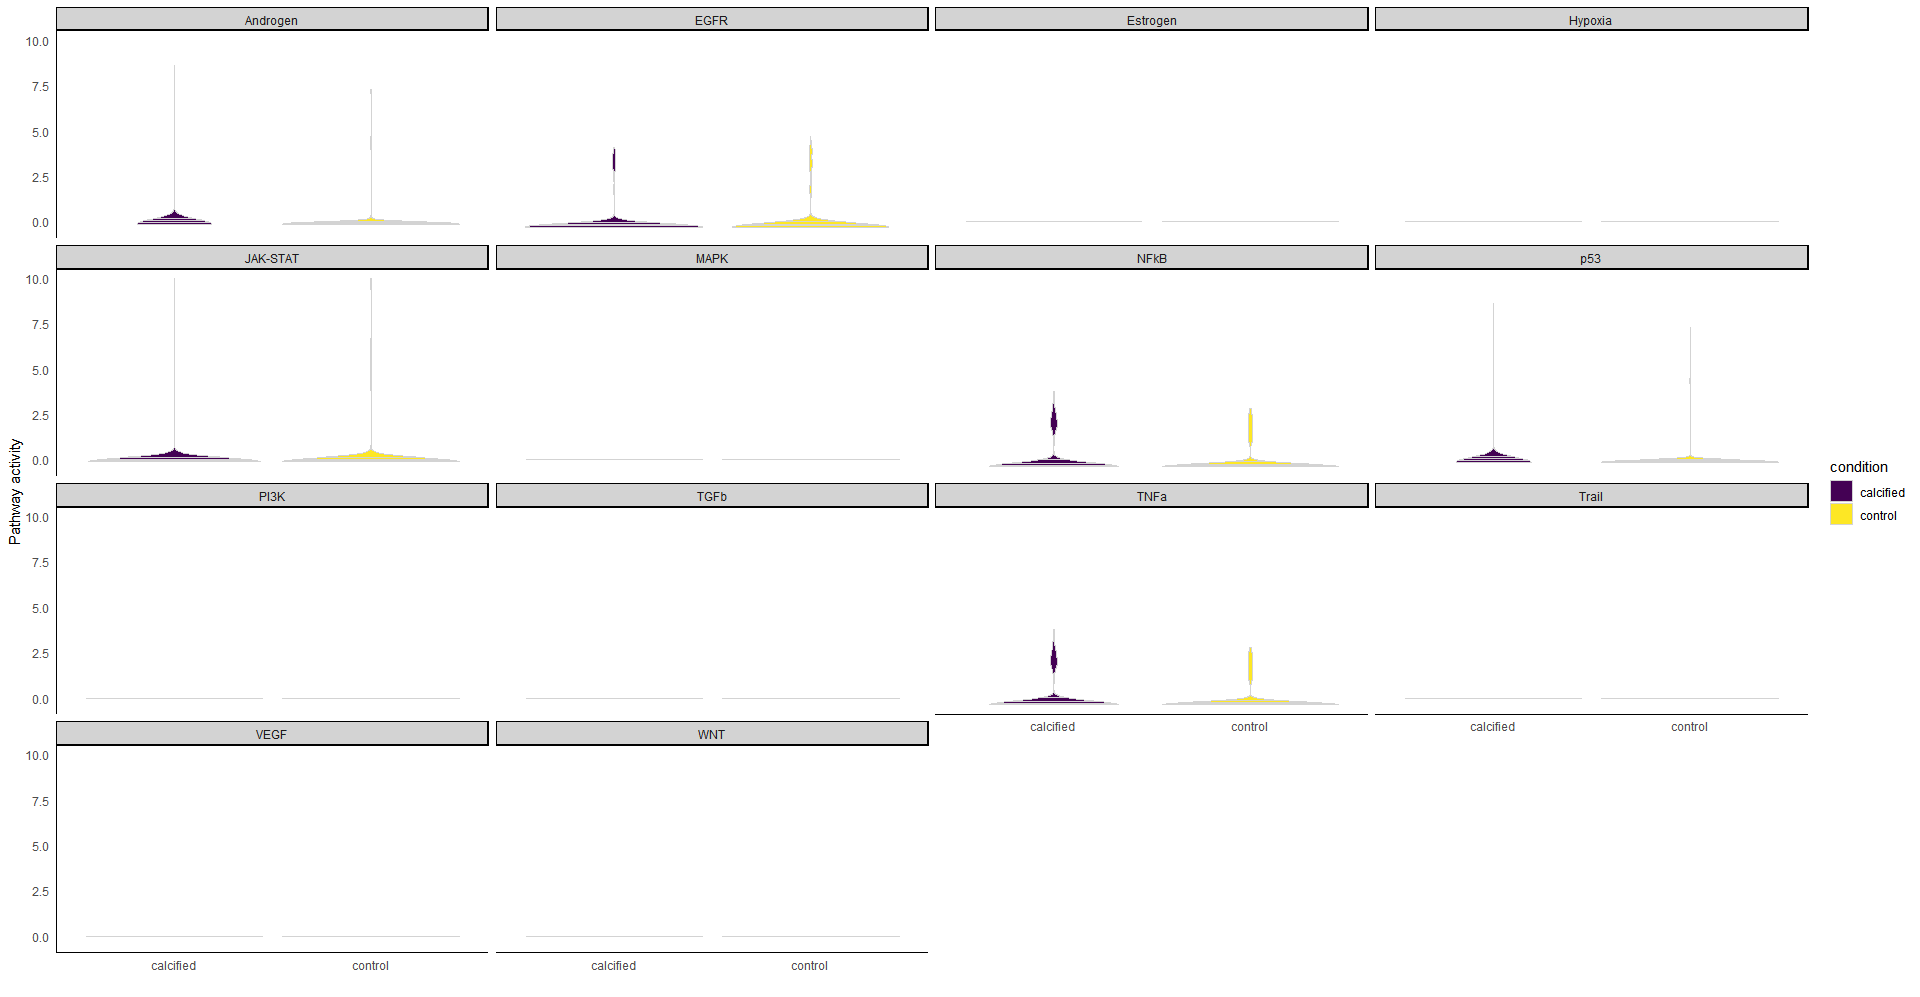 Androgen EGFR Estrogen Hypoxia
10.0
7.5
5.0
2.5
0.0
JAK-STAT MAPK NFkB p53
10.0
7.5
5.0
2.5
0.0
Pathway activity
condition
calcified
control
PI3K TGFb TNFa Trail
10.0
7.5
5.0
2.5
0.0
calcified control calcified control
VEGF WNT
10.0
7.5
5.0
2.5
0.0
calcified control calcified control